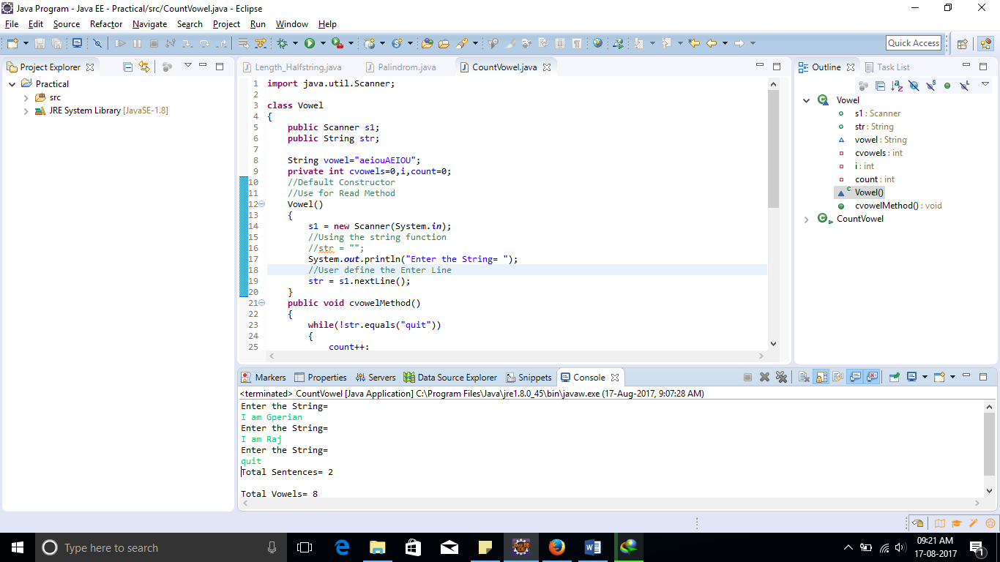 Java Program - Java EE - Practical/src/CountVowel.java - Eclipse
File Edit Source Refactor Navigate Search Project Run Window Help
Quick Access
Project Explorer
Practical
src
JRE System Library [JavaSE-1.8]
Length_Halfstring.java Palindrom.java CountVowel.java
1 import java.util.Scanner;
2
3 class Vowel
4 {
5 public Scanner s1;
6 public String str;
7
8 String vowel="aeiouAEIOU";
9 private int cvowels=0,i,count=0;
10 //Default Constructor
11 //Use for Read Method
12 Vowel()
13 {
14 s1 = new Scanner(System.in);
15 //Using the string function
16 //str = "";
17 System.out.println("Enter the String= ");
18 //User define the Enter Line
19 str = s1.nextLine();
20 }
21 public void cvowelMethod()
22 {
23 while(!str.equals("quit"))
24 {
25 count++;
Outline Task List
Vowel
s1 : Scanner
str : String
vowel : String
cvowels : int
i : int
count : int
Vowel()
cvowelMethod() : void
CountVowel
Markers Properties Servers Data Source Explorer Snippets Console
<terminated> CountVowel [Java Application] C:\Program Files\Java\jre1.8.0_45\bin\javaw.exe (17-Aug-2017, 9:07:28 AM)
Enter the String=
I am Gperian
Enter the String=
I am Raj
Enter the String=
quit
Total Sentences= 2
Total Vowels= 8
Type here to search
09:21 AM
17-08-2017
1